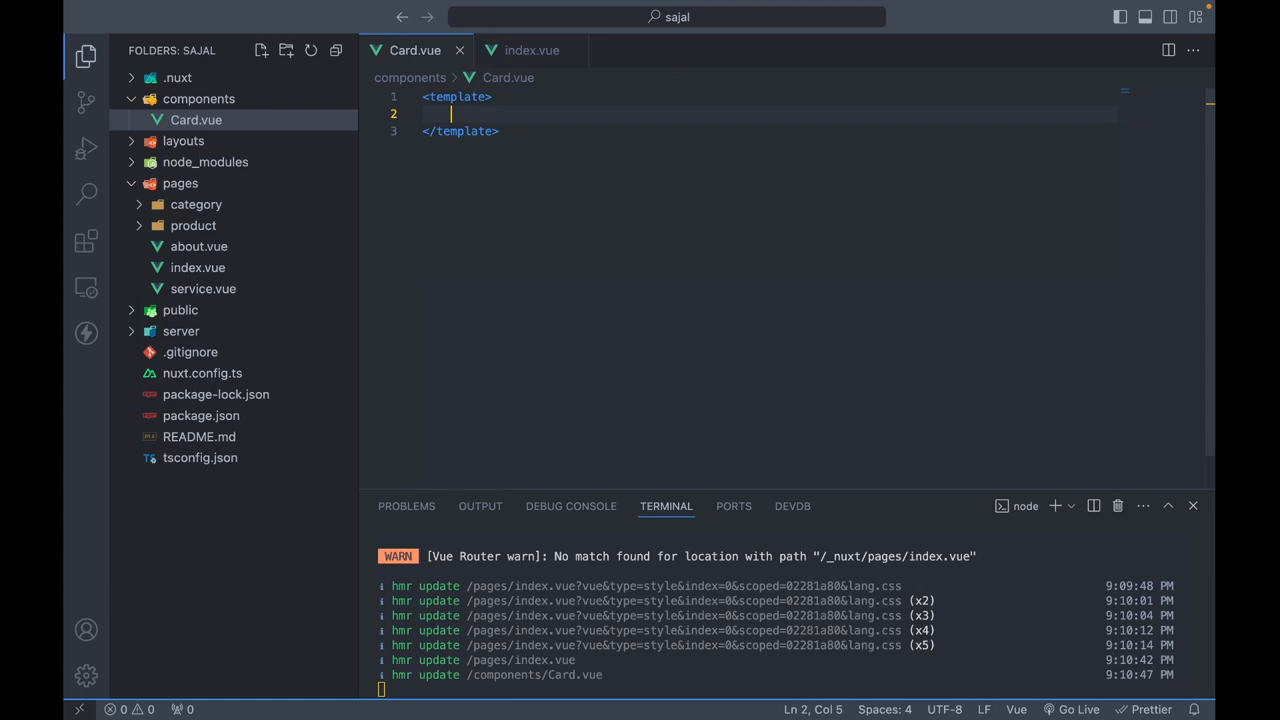 sajal
FOLDERS: SAJAL
.nuxt
components
Card.vue
layouts
node_modules
pages
category
product
about.vue
index.vue
service.vue
public
server
.gitignore
nuxt.config.ts
package-lock.json
package.json
README.md
TS tsconfig.json
Card.vue
index.vue
components > Card.vue
1 <template>
2
3 </template>
PROBLEMS OUTPUT DEBUG CONSOLE TERMINAL PORTS DEVDB
node
WARN [Vue Router warn]: No match found for location with path "/_nuxt/pages/index.vue"
i hmr update /pages/index.vue?vue&type=style&index=0&scoped=02281a80&lang.css 9:09:48 PM
i hmr update /pages/index.vue?vue&type=style&index=0&scoped=02281a80&lang.css (x2) 9:10:01 PM
i hmr update /pages/index.vue?vue&type=style&index=0&scoped=02281a80&lang.css (x3) 9:10:04 PM
i hmr update /pages/index.vue?vue&type=style&index=0&scoped=02281a80&lang.css (x4) 9:10:12 PM
i hmr update /pages/index.vue?vue&type=style&index=0&scoped=02281a80&lang.css (x5) 9:10:14 PM
i hmr update /pages/index.vue 9:10:42 PM
i hmr update /components/Card.vue 9:10:47 PM
0 0 0 Ln 2, Col 5 Spaces: 4 UTF-8 LF Vue Go Live Prettier